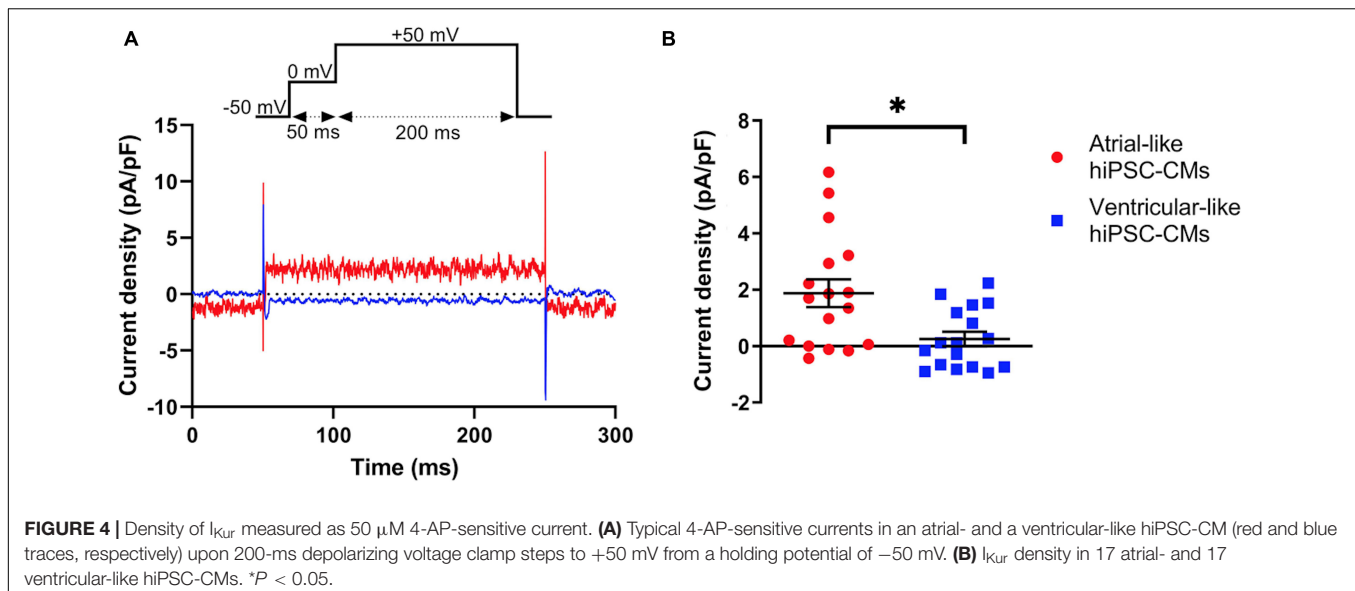 A
+50 mV
0 mV
-50 mV
50 ms
200 ms
15
10
5
0
-5
-10
Current density (pA/pF)
0
100
200
300
Time (ms)
B
*
8
6
4
2
0
-2
Current density (pA/pF)
Atrial-like
hiPSC-CMs
Ventricular-like
hiPSC-CMs
FIGURE 4 | Density of IKur measured as 50 μM 4-AP-sensitive current. (A) Typical 4-AP-sensitive currents in an atrial- and a ventricular-like hiPSC-CM (red and blue
traces, respectively) upon 200-ms depolarizing voltage clamp steps to +50 mV from a holding potential of −50 mV. (B) IKur density in 17 atrial- and 17
ventricular-like hiPSC-CMs. *P < 0.05.